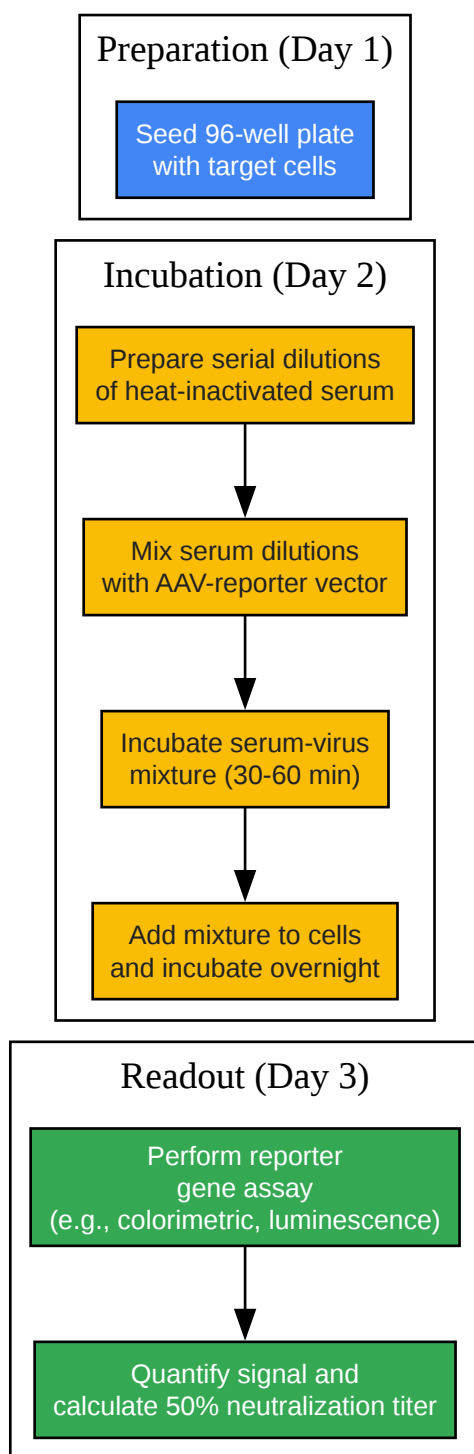 Preparation (Day 1)
Seed 96-well plate
with target cells
Incubation (Day 2)
Prepare serial dilutions
of heat-inactivated serum
Mix serum dilutions
with AAV-reporter vector
Incubate serum-virus
mixture (30-60 min)
Add mixture to cells
and incubate overnight
Readout (Day 3)
Perform reporter
gene assay
(e.g., colorimetric, luminescence)
Quantify signal and
calculate 50% neutralization titer